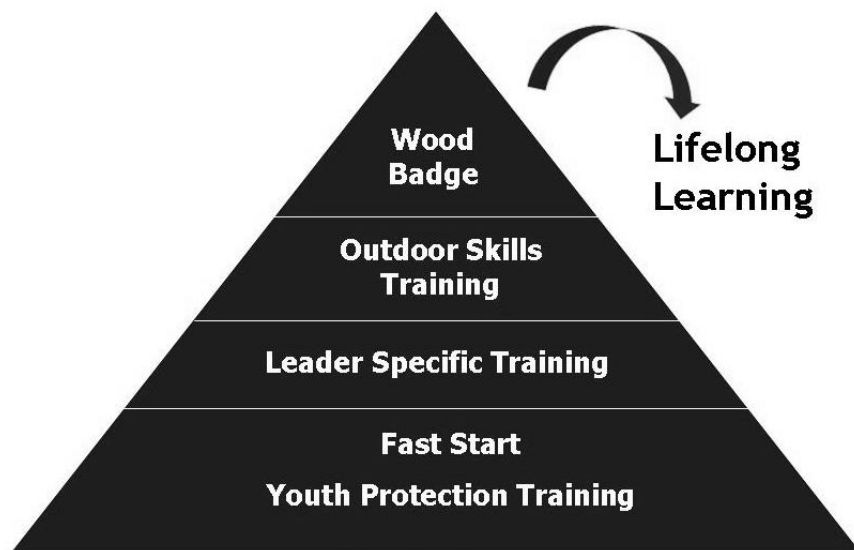 Wood
Badge
Lifelong
Learning
Outdoor Skills
Training
Leader Specific Training
Fast Start
Youth Protection Training